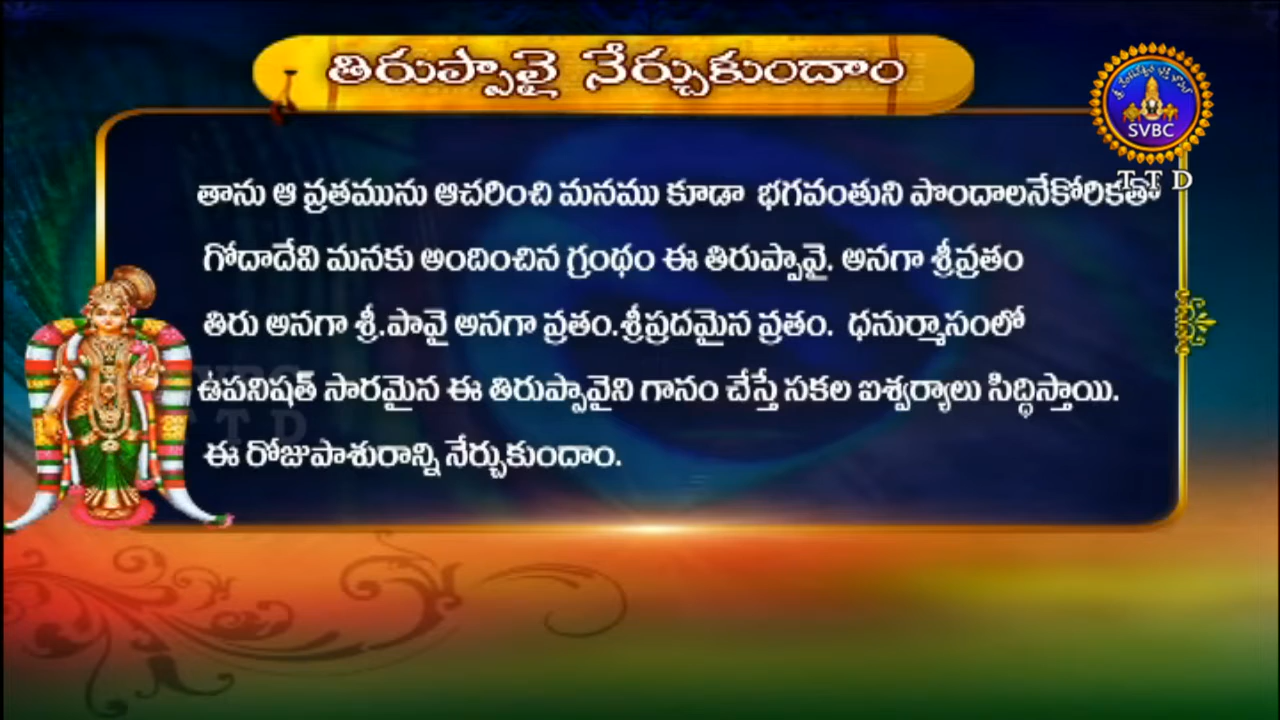 తిరుప్పావై నేర్చుకుందాం
SVBC
T T D
తాను ఆ వ్రతమును ఆచరించి మనము కూడా భగవంతుని పొందాలనేకోరికతో
గోదాదేవి మనకు అందించిన గ్రంథం ఈ తిరుప్పావై. అనగా శ్రీవ్రతం
తిరు అనగా శ్రీ.పావై అనగా వ్రతం.శ్రీప్రదమైన వ్రతం. ధనుర్మాసంలో
ఉపనిషత్ సారమైన ఈ తిరుప్పావైని గానం చేస్తే సకల ఐశ్వర్యాలు సిద్ధిస్తాయి.
ఈ రోజుపాశురాన్ని నేర్చుకుందాం.